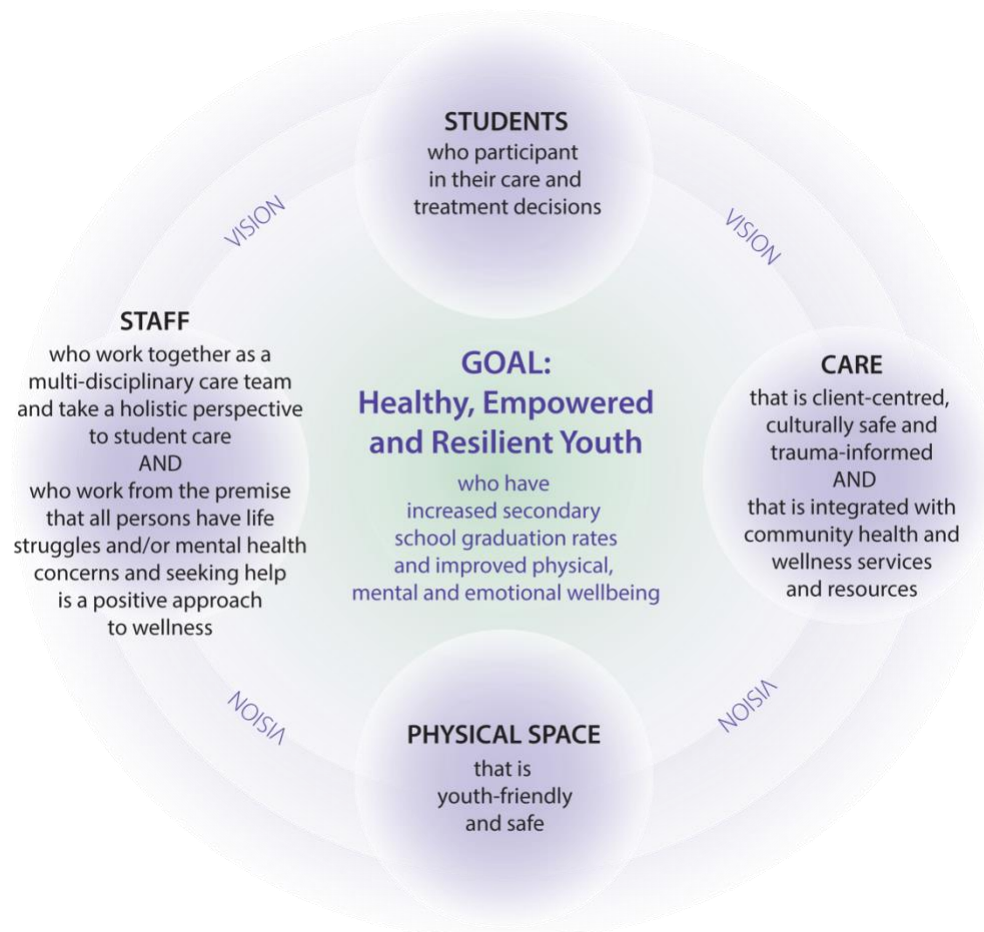 STUDENTS
who participant
in their care and
treatment decisions
VISION
VISION
STAFF
who work together as a
multi-disciplinary care team
and take a holistic perspective
to student care
AND
who work from the premise
that all persons have life
struggles and/or mental health
concerns and seeking help
is a positive approach
to wellness
GOAL:
Healthy, Empowered
and Resilient Youth
who have
increased secondary
school graduation rates
and improved physical,
mental and emotional wellbeing
CARE
that is client-centred,
culturally safe and
trauma-informed
AND
that is integrated with
community health and
wellness services
and resources
VISION
VISION
PHYSICAL SPACE
that is
youth-friendly
and safe